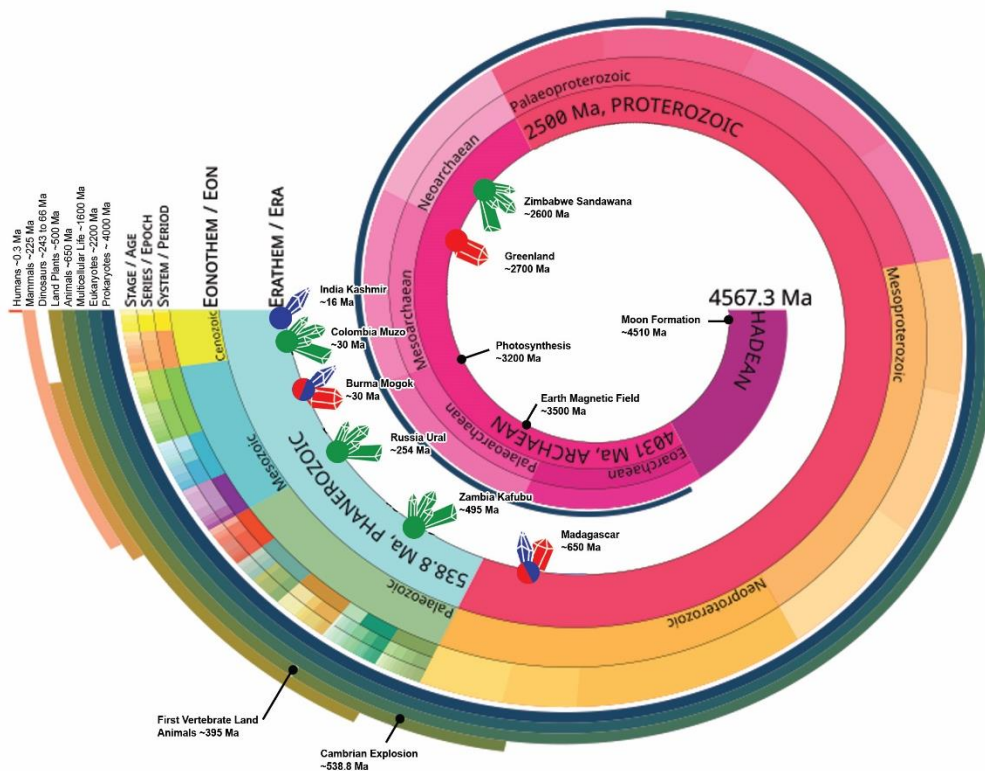 Humans ~0.3 Ma
Mammals ~225 Ma
Dinosaurs ~243 to 66 Ma
Land Plants ~500 Ma
Animals ~650 Ma
Multicellular Life ~1600 Ma
Eukaryotes ~2200 Ma
Prokaryotes ~ 4000 Ma
STAGE / AGE
SERIES / EPOCH
SYSTEM / PERIOD
EONOTHEM / EON
ERATHEM / ERA
Cenozoic
Mesozoic
Palaeozoic
538.8 Ma, PHANEROZOIC
Neoproterozoic
Mesoproterozoic
Palaeoproterozoic
2500 Ma, PROTEROZOIC
Neoarchaean
Mesoarchaean
Palaeoarchaean
Eoarchaean
4031 Ma, ARCHAEAN
HADEAN
4567.3 Ma
Zimbabwe Sandawana
~2600 Ma
Greenland
~2700 Ma
India Kashmir
~16 Ma
Colombia Muzo
~30 Ma
Burma Mogok
~30 Ma
Russia Ural
~254 Ma
Zambia Kafubu
~495 Ma
Madagascar
~650 Ma
Moon Formation
~4510 Ma
Photosynthesis
~3200 Ma
Earth Magnetic Field
~3500 Ma
First Vertebrate Land
Animals ~395 Ma
Cambrian Explosion
~538.8 Ma